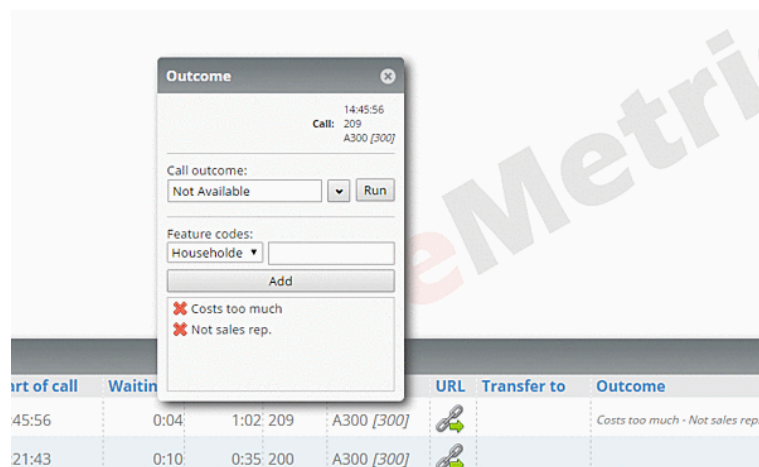 eMetric
Outcome
14:45:56
Call: 209
A300 [300]
Call outcome:
Not Available
Run
Feature codes:
Householde
Add
Costs too much
Not sales rep.
art of call Waitin URL Transfer to Outcome
:45:56 0:04 1:02 209 A300 [300] Costs too much - Not sales rep.
:21:43 0:10 0:35 200 A300 [300]